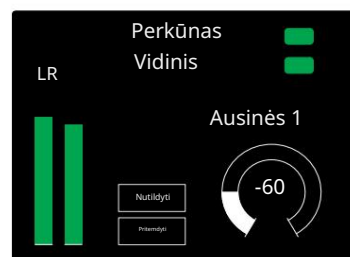 Perkūnas
Vidinis
LR
Ausinės 1
-60
Nutildyti
Pritemdyti